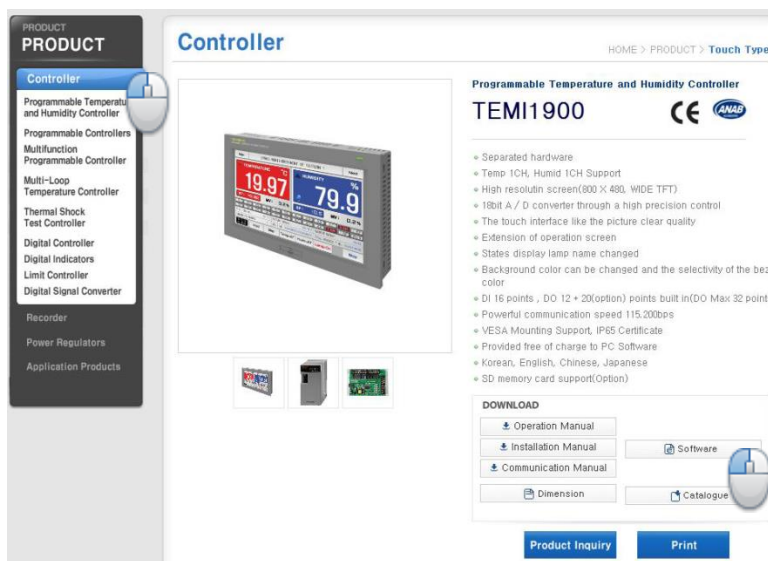 PRODUCT
PRODUCT
Controller
Programmable Temperatu
and Humidity Controller
Programmable Controllers
Multifunction
Programmable Controller
Multi-Loop
Temperature Controller
Thermal Shock
Test Controller
Digital Controller
Digital Indicators
Limit Controller
Digital Signal Converter
Recorder
Power Regulators
Application Products
Controller
HOME > PRODUCT > Touch Type
TEMPERATURE
°C
19.97
HUMIDITY
%
79.9
Programmable Temperature and Humidity Controller
TEMI1900
CE
ANAB
Separated hardware
Temp 1CH, Humid 1CH Support
High resolutin screen(800 X 480, WIDE TFT)
18bit A / D converter through a high precision control
The touch interface like the picture clear quality
Extension of operation screen
States display lamp name changed
Background color can be changed and the selectivity of the bez
color
DI 16 points , DO 12 + 20(option) points built in(DO Max 32 point
Powerful communication speed 115.200bps
VESA Mounting Support, IP65 Certificate
Provided free of charge to PC Software
Korean, English, Chinese, Japanese
SD memory card support(Option)
DOWNLOAD
Operation Manual
Installation Manual
Software
Communication Manual
Dimension
Catalogue
Product Inquiry
Print